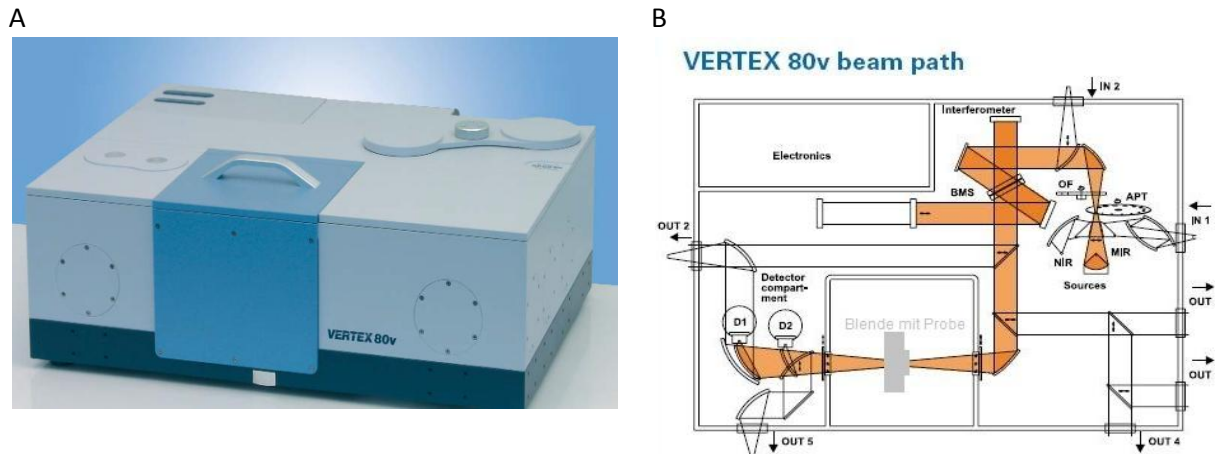 A
B
VERTEX 80v
VERTEX 80v beam path
IN 2
Interferometer
Electronics
OF
APT
BMS
IN 1
OUT 2
NIR
MIR
Sources
Detector
compart-
ment
OUT
D1
D2
Blende mit Probe
OUT
OUT 5
OUT 4